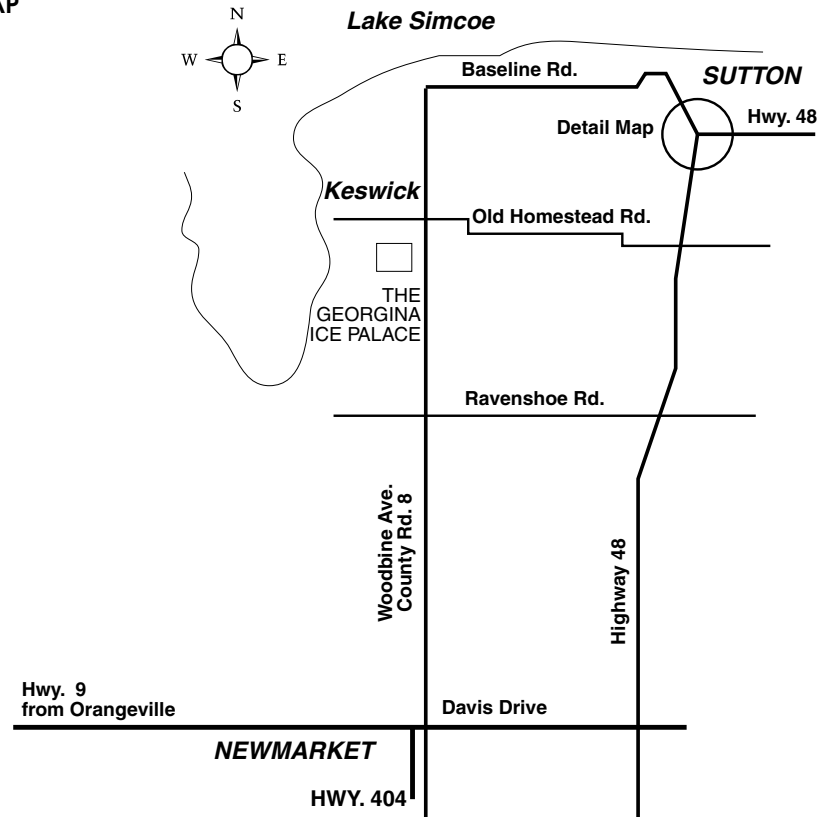 N
Lake Simcoe
W
E
S
Baseline Rd.
SUTTON
Detail Map
Hwy. 48
Keswick
Old Homestead Rd.
THE
GEORGINA
ICE PALACE
Ravenshoe Rd.
Woodbine Ave.
County Rd. 8
Highway 48
Hwy.  9
from Orangeville
Davis Drive
NEWMARKET
HWY. 404